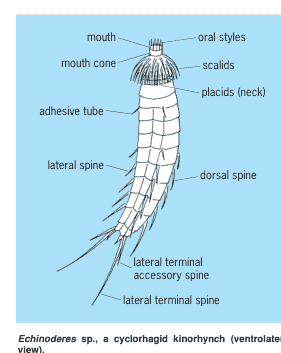 mouth
oral styles
mouth cone
scalids
placids (neck)
adhesive tube
lateral spine
dorsal spine
lateral terminal
accessory spine
lateral terminal spine
Echinoderes sp., a cyclorhagid kinorhynch (ventrolate
view).